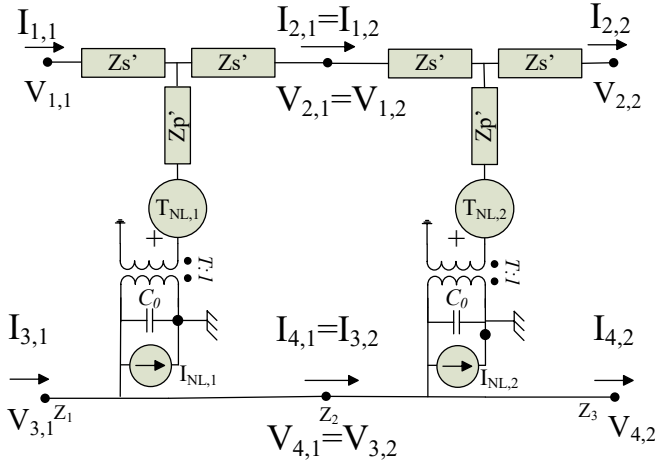 I1,1
I2,1=I1,2
I2,2
Zs’
Zs’
Zs’
Zs’
V1,1
V2,1=V1,2
V2,2
Zp’
Zp’
TNL,1
TNL,2
+
+
T:1
T:1
C0
C0
I3,1
I4,1=I3,2
I4,2
INL,1
INL,2
V3,1
Z1
Z2
Z3
V4,2
V4,1=V3,2